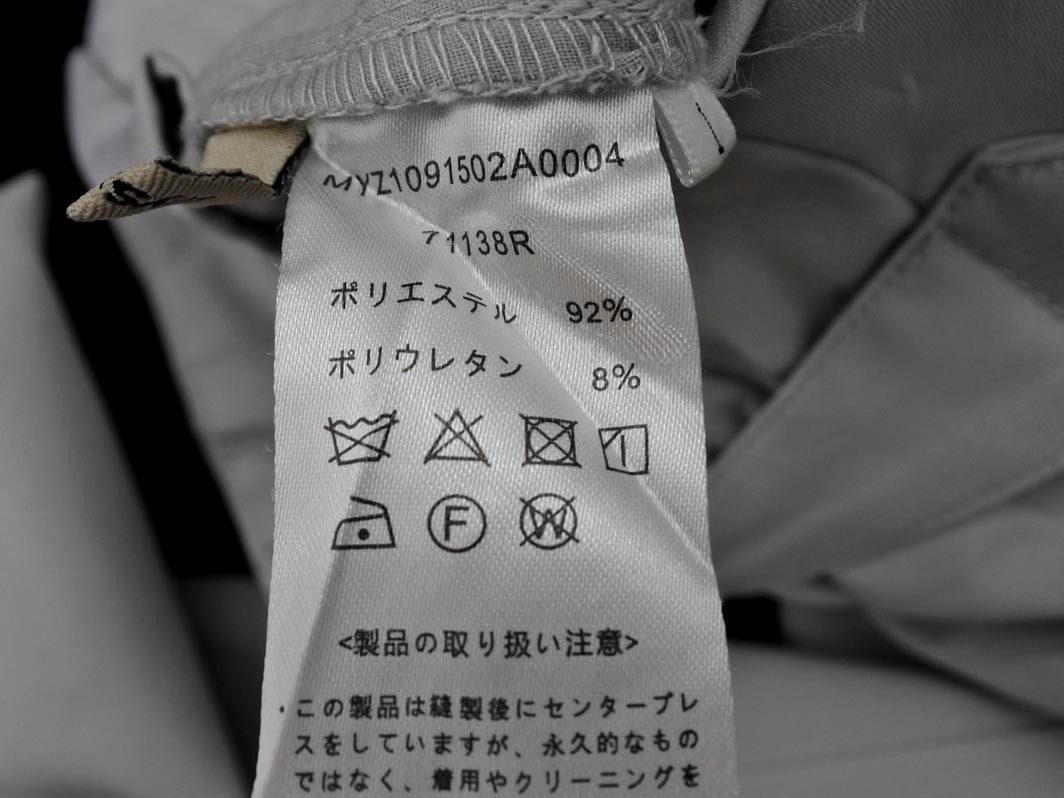 MYZ1091502A0004
71138R
ポリエステル 92%
ポリウレタン 8%
F W
<製品の取り扱い注意>
・この製品は縫製後にセンタープレ
スをしていますが、永久的なもの
ではなく、着用やクリーニングを